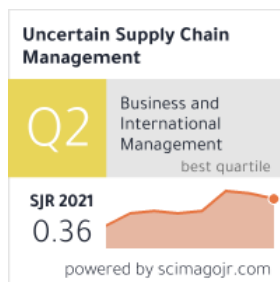 Uncertain Supply Chain
Management
Q2
Business and
International
Management
best quartile
SJR 2021
0.36
powered by scimagojr.com